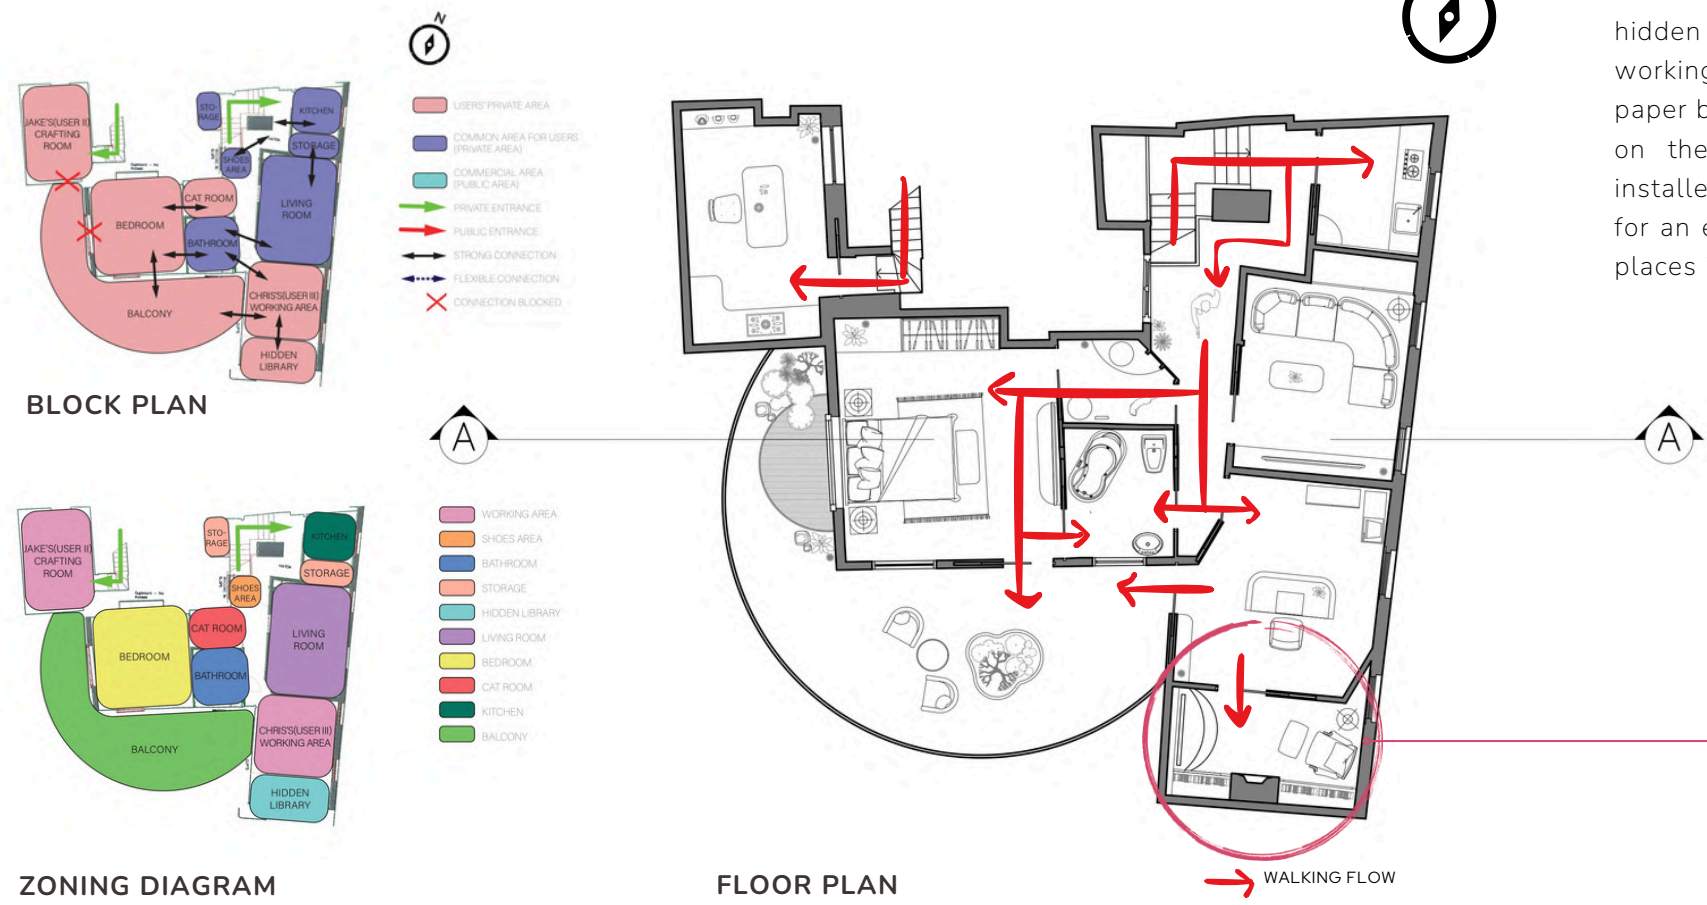 N
JAKE'S(USER II)
CRAFTING
ROOM
STO-
RAGE
KITCHEN
STORAGE
SHOES
AREA
CAT ROOM
LIVING
ROOM
BEDROOM
BATHROOM
CHRIS'S(USER III)
WORKING AREA
BALCONY
HIDDEN
LIBRARY
USERS' PRIVATE AREA
COMMON AREA FOR USERS
(PRIVATE AREA)
COMMERCIAL AREA
(PUBLIC AREA)
PRIVATE ENTRANCE
PUBLIC ENTRANCE
STRONG CONNECTION
FLEXIBLE CONNECTION
CONNECTION BLOCKED
BLOCK PLAN
JAKE'S(USER II)
CRAFTING
ROOM
STO-
RAGE
KITCHEN
STORAGE
SHOES
AREA
CAT ROOM
LIVING
ROOM
BEDROOM
BATHROOM
CHRIS'S(USER III)
WORKING AREA
BALCONY
HIDDEN
LIBRARY
WORKING AREA
SHOES AREA
BATHROOM
STORAGE
HIDDEN LIBRARY
LIVING ROOM
BEDROOM
CAT ROOM
KITCHEN
BALCONY
ZONING DIAGRAM
A
A
FLOOR PLAN
WALKING FLOW
hidden
working
paper b
on the
installe
for an e
places